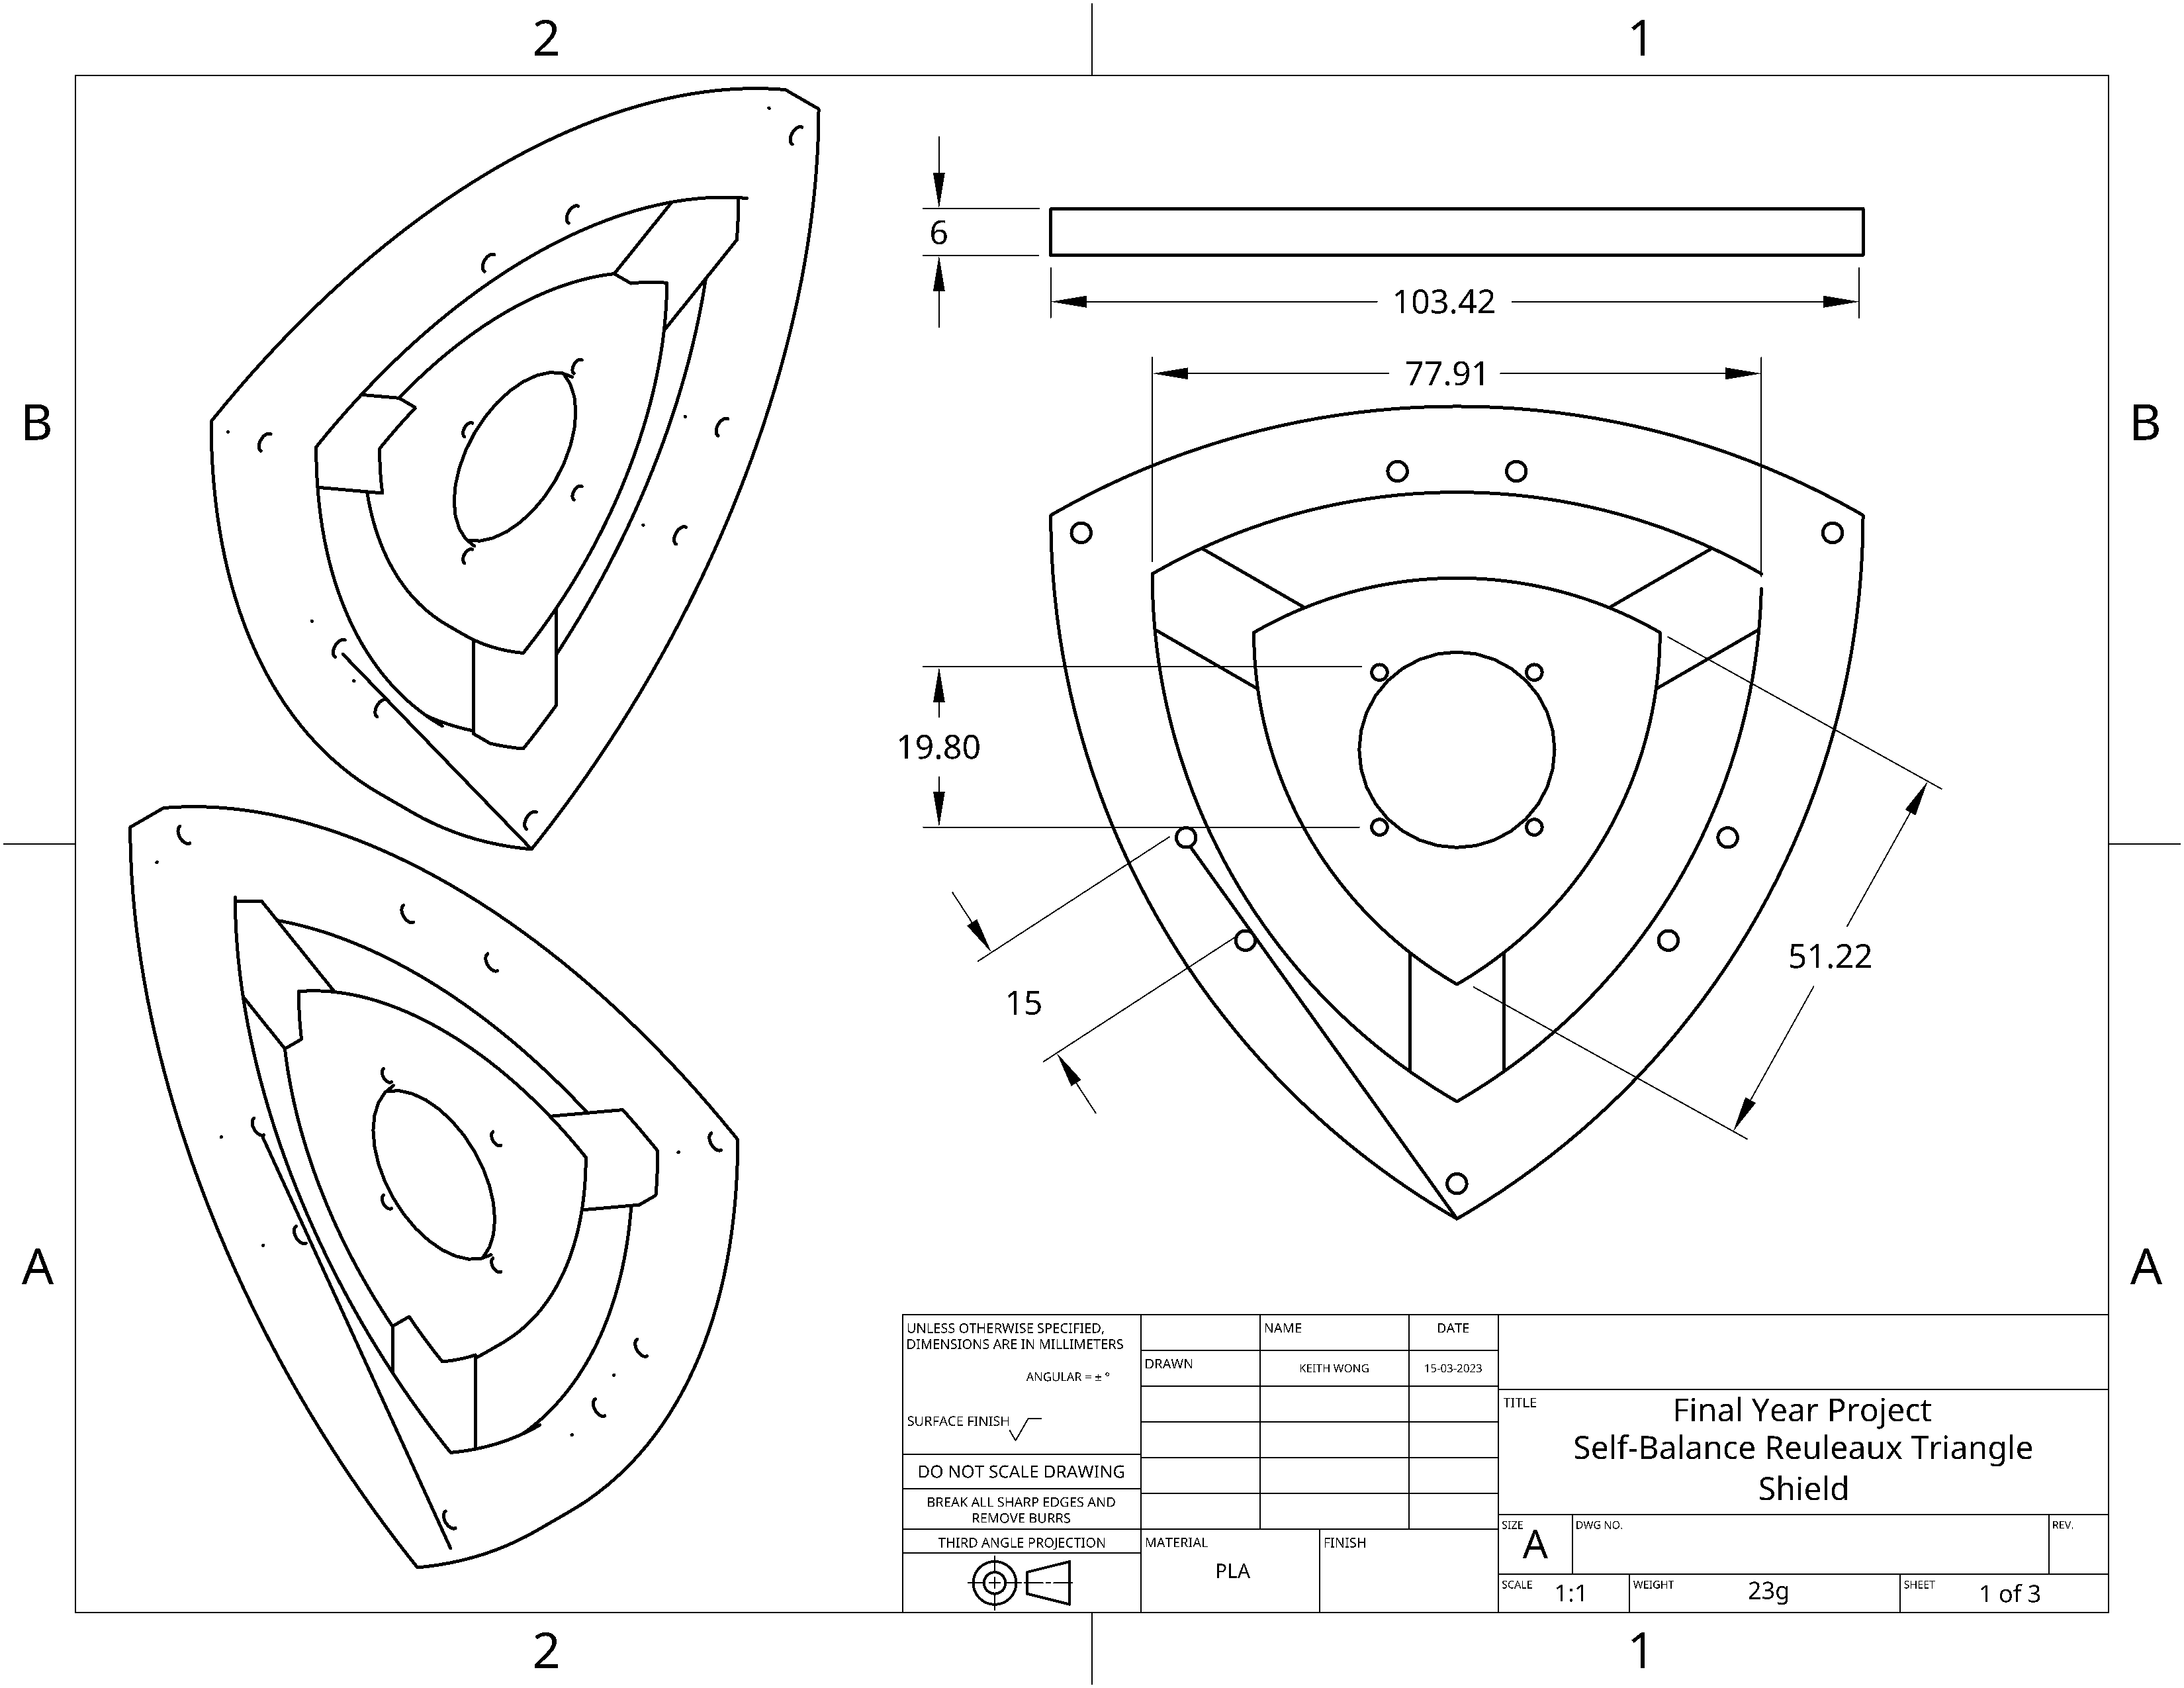 2
1
B
B
6
103.42
77.91
19.80
15
51.22
A
A
UNLESS OTHERWISE SPECIFIED,
DIMENSIONS ARE IN MILLIMETERS
ANGULAR = ± °
SURFACE FINISH
DO NOT SCALE DRAWING
BREAK ALL SHARP EDGES AND
REMOVE BURRS
THIRD ANGLE PROJECTION
NAME
DATE
DRAWN
KEITH WONG
15-03-2023
MATERIAL
PLA
FINISH
TITLE
Final Year Project
Self-Balance Reuleaux Triangle
Shield
SIZE
A
DWG NO.
REV.
SCALE
1:1
WEIGHT
23g
SHEET
1 of 3
2
1